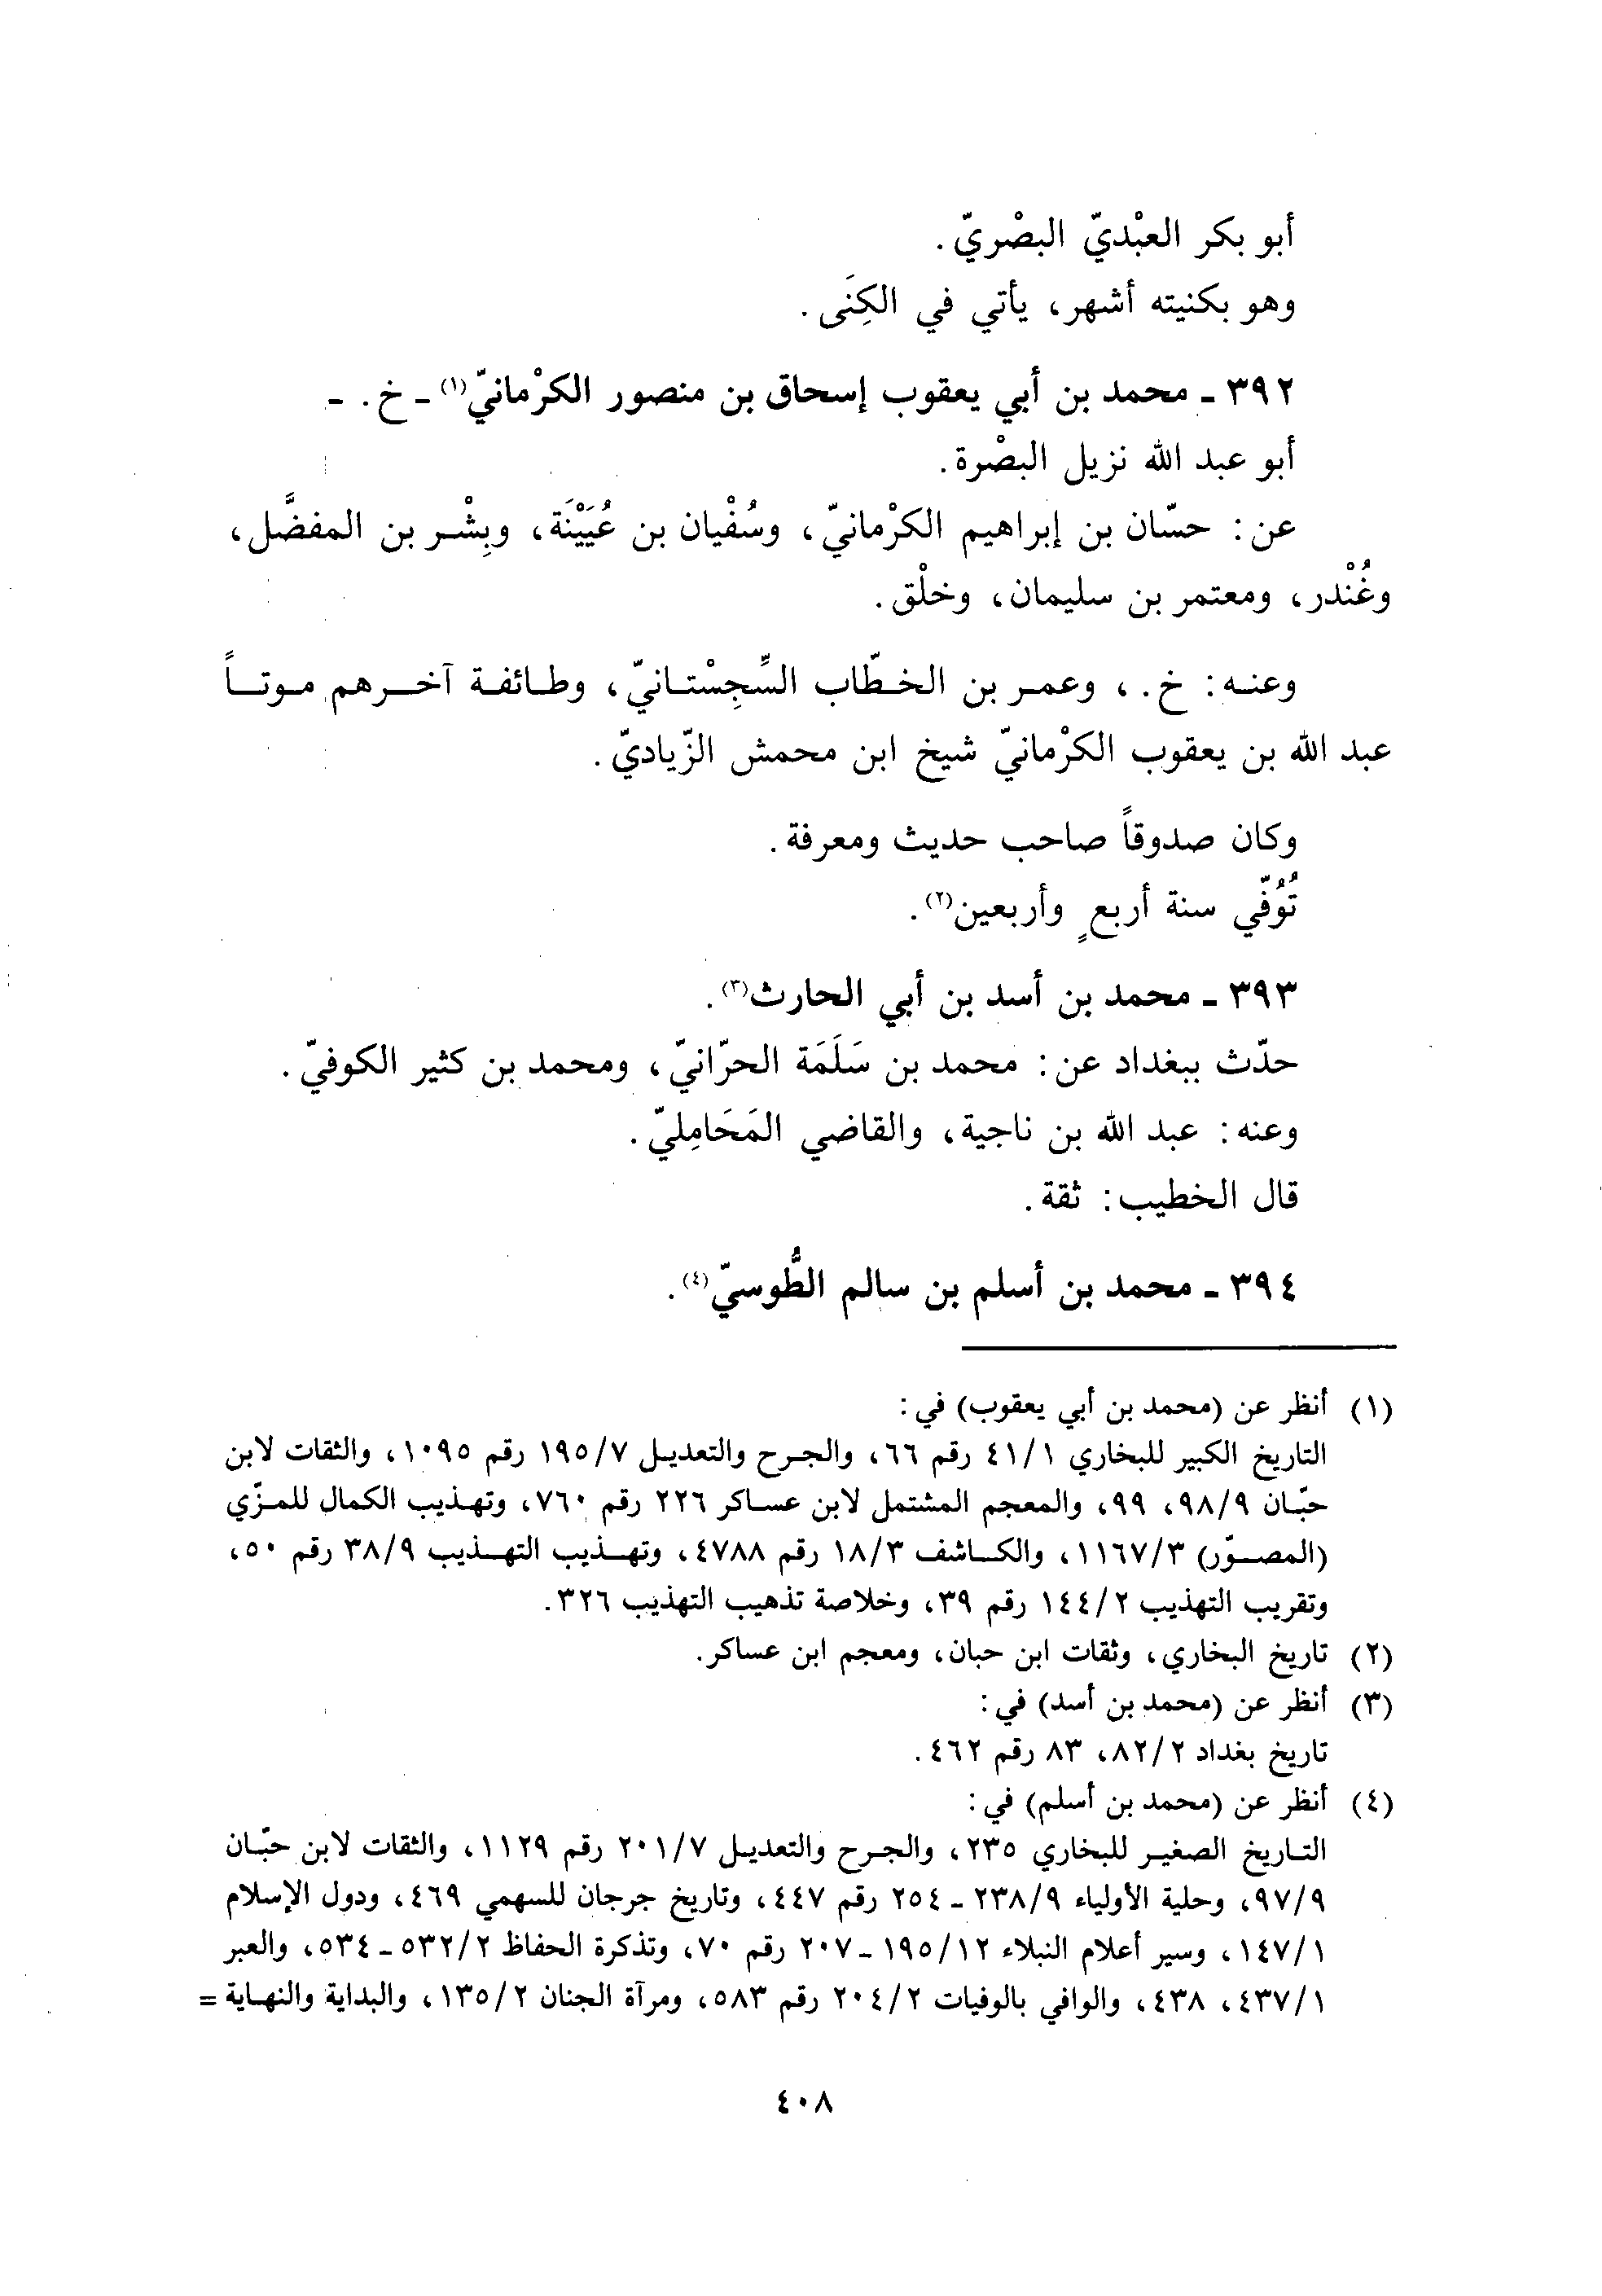 أبو بكر العبْديّ البصْريّ.
وهو بكنيته أشهر، يأتي في الكِنَى.
٣٩٢ ـ محمد بن أبي يعقوب إسحاق بن منصور الكرْمانيّ(١) ـ خ. ـ
أبو عبد الله نزيل البصْرة.
عن: حسّان بن إبراهيم الكرْمانيّ، وسُفْيان بن عُيَيْنَة، وبِشْر بن المفضَّل،
وغُنْدر، ومعتمر بن سليمان، وخلْق.
وعنه: خ.، وعمر بن الخطّاب السِّجِسْتانيّ، وطائفة آخرهم موتاً
عبد الله بن يعقوب الكرْمانيّ شيخ ابن محمش الزّياديّ.
وكان صدوقاً صاحب حديث ومعرفة.
تُوُفّي سنة أربعٍ وأربعين(٢).
٣٩٣ ـ محمد بن أسد بن أبي الحارث(٣).
حدّث ببغداد عن: محمد بن سَلَمَة الحرّانيّ، ومحمد بن كثير الكوفيّ.
وعنه: عبد الله بن ناجية، والقاضي المَحَامِليّ.
قال الخطيب: ثقة.
٣٩٤ ـ محمد بن أسلم بن سالم الطُّوسيّ(٤).
(١) أنظر عن (محمد بن أبي يعقوب) في:
التاريخ الكبير للبخاري ٤١/١ رقم ٦٦، والجرح والتعديل ١٩٥/٧ رقم ١٠٩٥، والثقات لابن
حبّان ٩٨/٩، ٩٩، والمعجم المشتمل لابن عساكر ٢٢٦ رقم ٧٦٠، وتهذيب الكمال للمزّي
(المصوّر) ١١٦٧/٣، والكاشف ١٨/٣ رقم ٤٧٨٨، وتهذيب التهذيب ٣٨/٩ رقم ٥٠،
وتقريب التهذيب ١٤٤/٢ رقم ٣٩، وخلاصة تذهيب التهذيب ٣٢٦.
(٢) تاريخ البخاري، وثقات ابن حبان، ومعجم ابن عساكر.
(٣) أنظر عن (محمد بن أسد) في:
تاريخ بغداد ٨٢/٢، ٨٣ رقم ٤٦٢.
(٤) أنظر عن (محمد بن أسلم) في:
التاريخ الصغير للبخاري ٢٣٥، والجرح والتعديل ٢٠١/٧ رقم ١١٢٩، والثقات لابن حبّان
٩٧/٩، وحلية الأولياء ٢٣٨/٩ ـ ٢٥٤ رقم ٤٤٧، وتاريخ جرجان للسهمي ٤٦٩، ودول الإسلام
١٤٧/١، وسير أعلام النبلاء ١٩٥/١٢ ـ ٢٠٧ رقم ٧٠، وتذكرة الحفاظ ٥٣٢/٢ ـ ٥٣٤، والعبر
٤٣٧/١، ٤٣٨، والوافي بالوفيات ٢٠٤/٢ رقم ٥٨٣، ومرآة الجنان ١٣٥/٢، والبداية والنهاية =
٤٠٨